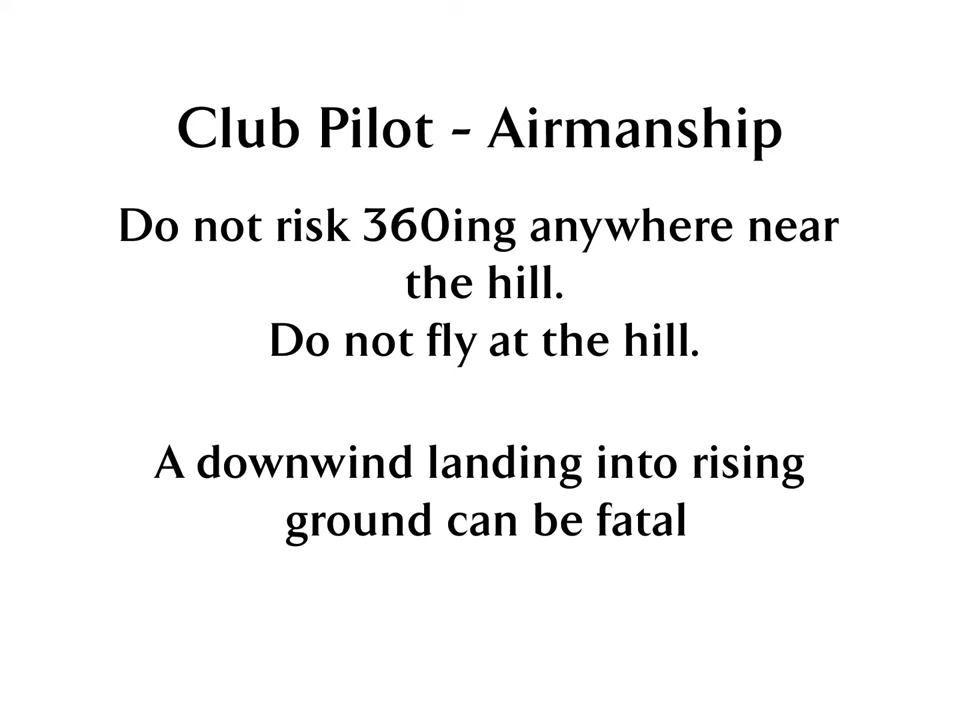 Club Pilot - Airmanship
Do not risk 360ing anywhere near
the hill.
Do not fly at the hill.
A downwind landing into rising
ground can be fatal